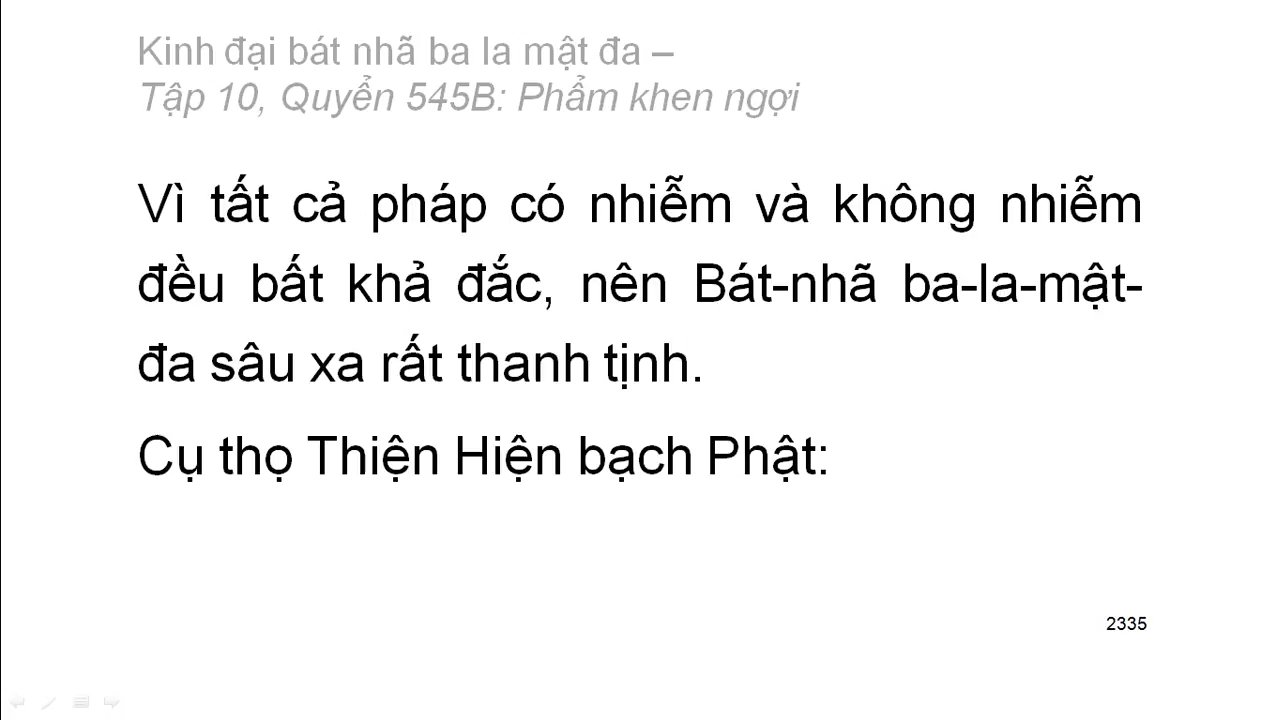 Kinh đại bát nhã ba la mật đa –
Tập 10, Quyển 545B: Phẩm khen ngợi
Vì tất cả pháp có nhiễm và không nhiễm
đều bất khả đắc, nên Bát-nhã ba-la-mật-
đa sâu xa rất thanh tịnh.
Cụ thọ Thiện Hiện bạch Phật:
2335